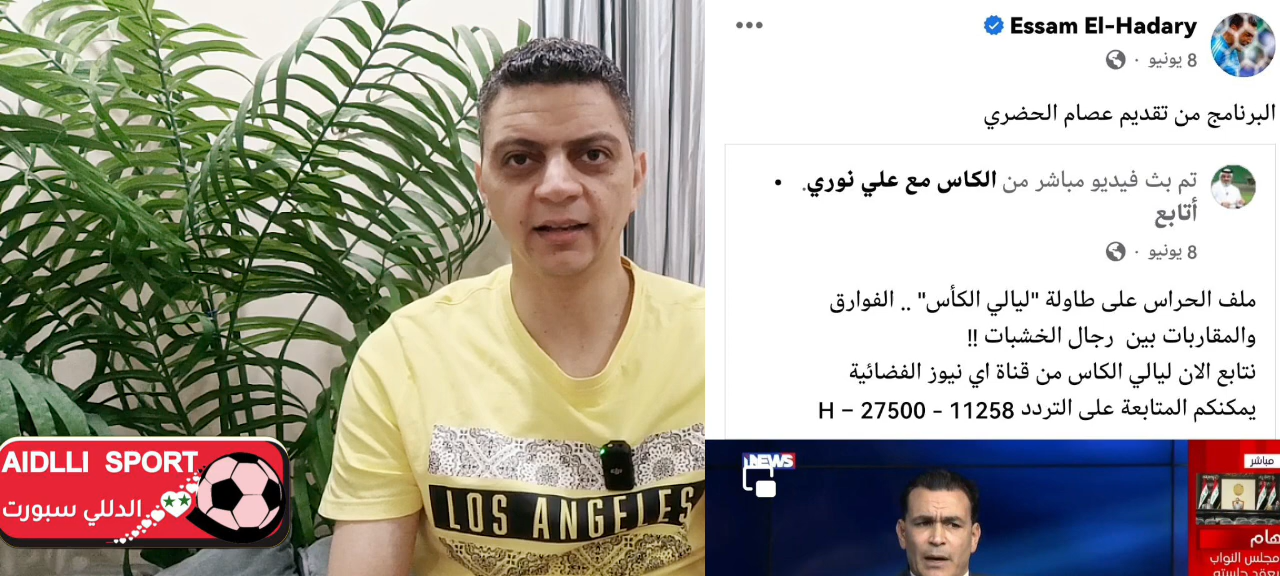 AIDLLI SPORT
الدللي سبورت
LOS ANGELES
dji
Essam El-Hadary
8 يونيو
البرنامج من تقديم عصام الحضري
تم بث فيديو مباشر من الكاس مع علي نوري.
أتابع
8 يونيو
ملف الحراس على طاولة "ليالي الكأس" .. الفوارق
والمقاربات بين رجال الخشبات !!
نتابع الان ليالي الكاس من قناة اي نيوز الفضائية
يمكنكم المتابعة على التردد 11258 - H – 27500
NEWS
مباشر
مجلس النواب